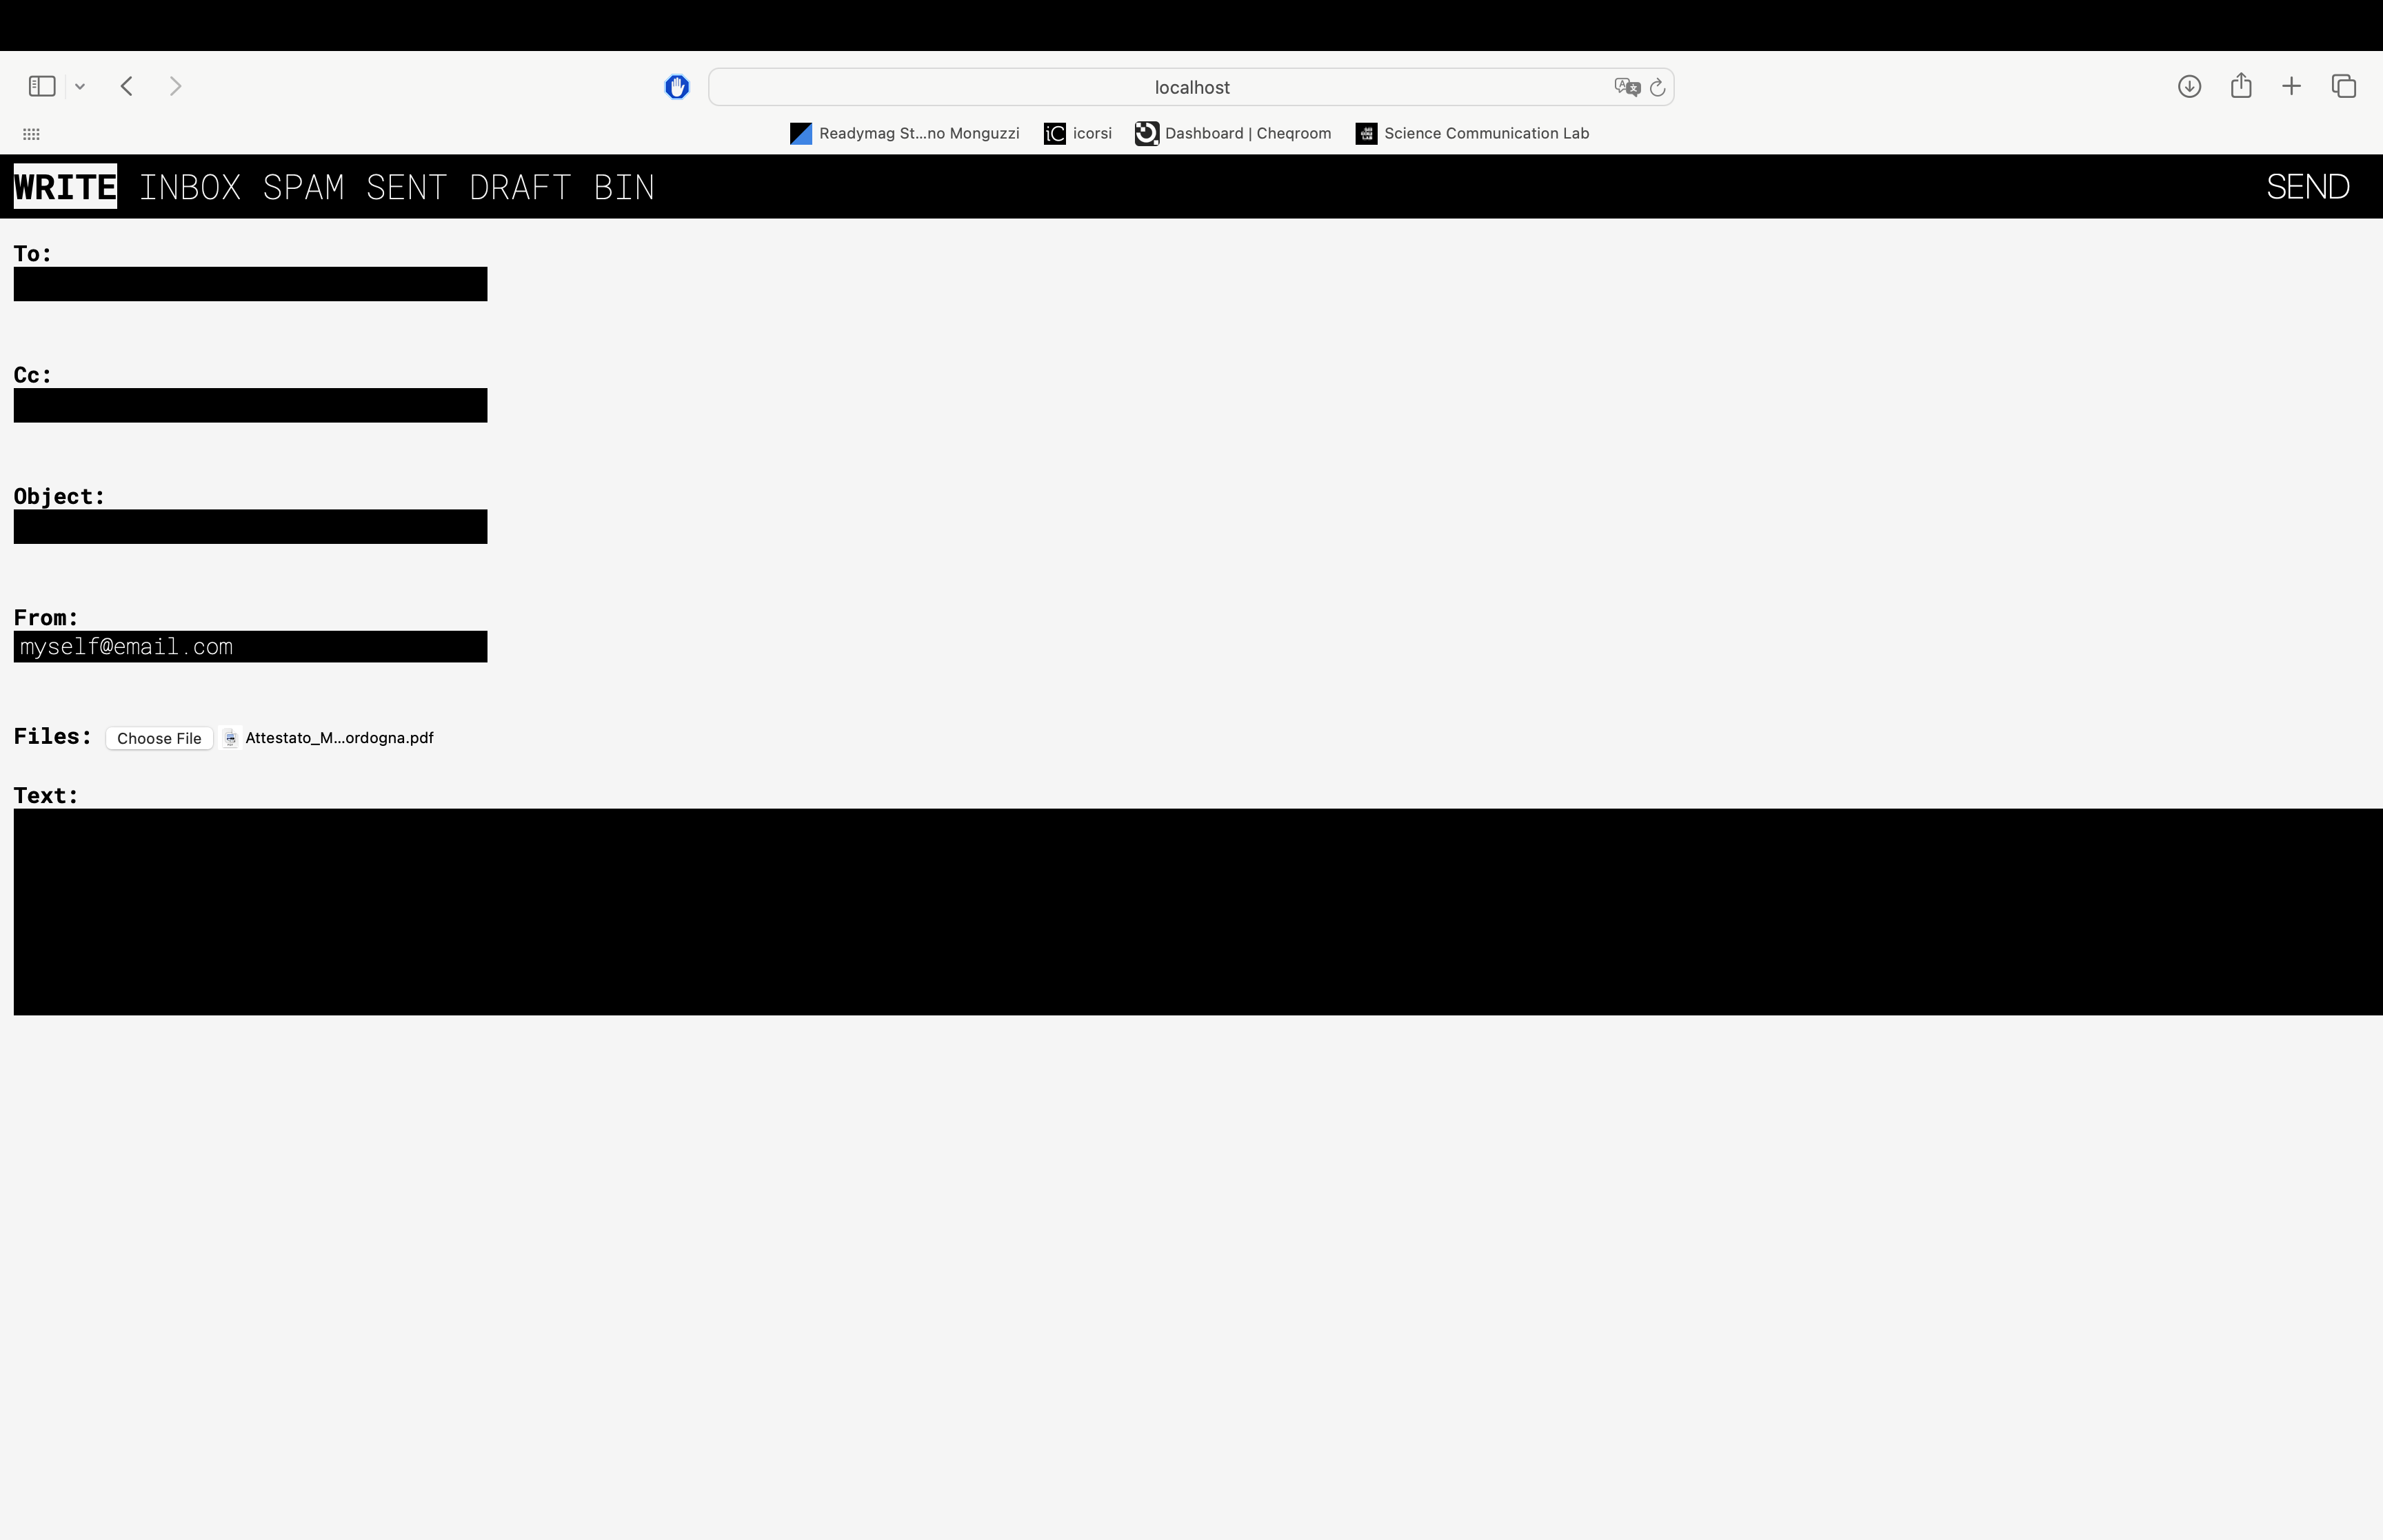 localhost
Readymag St...no Monguzzi iC icorsi Dashboard | Cheqroom Science Communication Lab
WRITE INBOX SPAM SENT DRAFT BIN SEND
To:
Cc:
Object:
From:
myself@email.com
Files: Choose File Attestato_M...ordogna.pdf
Text: